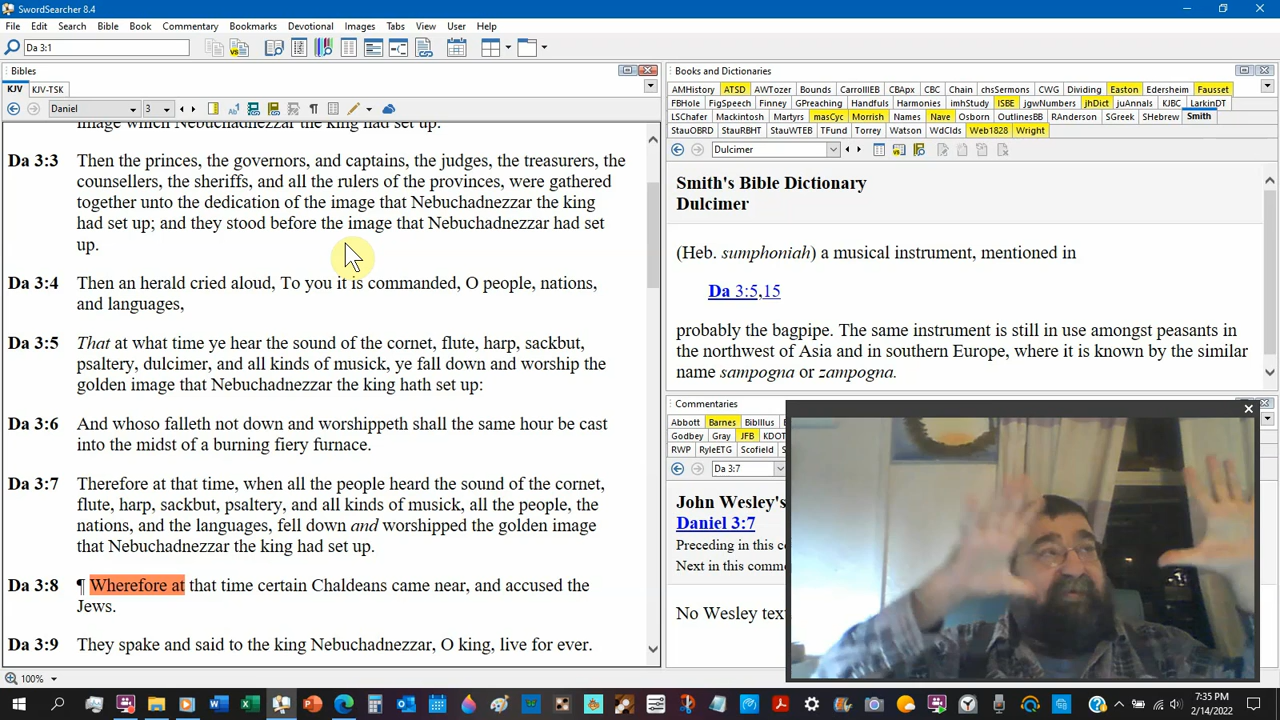 SwordSearcher 8.4
File Edit Search Bible Book Commentary Bookmarks Devotional Images Tabs View User Help
Da 3:1
Bibles
KJV KJV-TSK
Daniel 3
image which Nebuchadnezzar the king had set up.
Da 3:3 Then the princes, the governors, and captains, the judges, the treasurers, the
counsellers, the sheriffs, and all the rulers of the provinces, were gathered
together unto the dedication of the image that Nebuchadnezzar the king
had set up; and they stood before the image that Nebuchadnezzar had set
up.
Da 3:4 Then an herald cried aloud, To you it is commanded, O people, nations,
and languages,
Da 3:5 That at what time ye hear the sound of the cornet, flute, harp, sackbut,
psaltery, dulcimer, and all kinds of musick, ye fall down and worship the
golden image that Nebuchadnezzar the king hath set up:
Da 3:6 And whoso falleth not down and worshippeth shall the same hour be cast
into the midst of a burning fiery furnace.
Da 3:7 Therefore at that time, when all the people heard the sound of the cornet,
flute, harp, sackbut, psaltery, and all kinds of musick, all the people, the
nations, and the languages, fell down and worshipped the golden image
that Nebuchadnezzar the king had set up.
Da 3:8 ¶ Wherefore at that time certain Chaldeans came near, and accused the
Jews.
Da 3:9 They spake and said to the king Nebuchadnezzar, O king, live for ever.
100%
Books and Dictionaries
AMHistory ATSD AWTozer Bounds CarrollIEB CBApx CBC Chain chsSermons CWG Dividing Easton Edersheim Fausset
FBHole FigSpeech Finney GPreaching Handfuls Harmonies imhStudy ISBE jgwNumbers jhDict juAnnals KJBC LarkinDT
LSChafer Mackintosh Martyrs masCyc Morrish Nave Osborn OutlinesBB RAnderson SGreek SHebrew Smith
StauOBRD StauRBHT StauWTEB TFund Torrey Watson WdClds Web1828 Wright
Dulcimer
Smith's Bible Dictionary
Dulcimer
(Heb. sumphoniah) a musical instrument, mentioned in
Da 3:5,15
probably the bagpipe. The same instrument is still in use amongst peasants in
the northwest of Asia and in southern Europe, where it is known by the similar
name sampogna or zampogna.
Commentaries
Abbott Barnes BibIllus
Godbey Gray JFB KDOT
RWP RyleETG Scofield
Da 3:7
John Wesley's
Daniel 3:7
Preceding in this c
Next in this comm
No Wesley tex
7:35 PM
2/14/2022